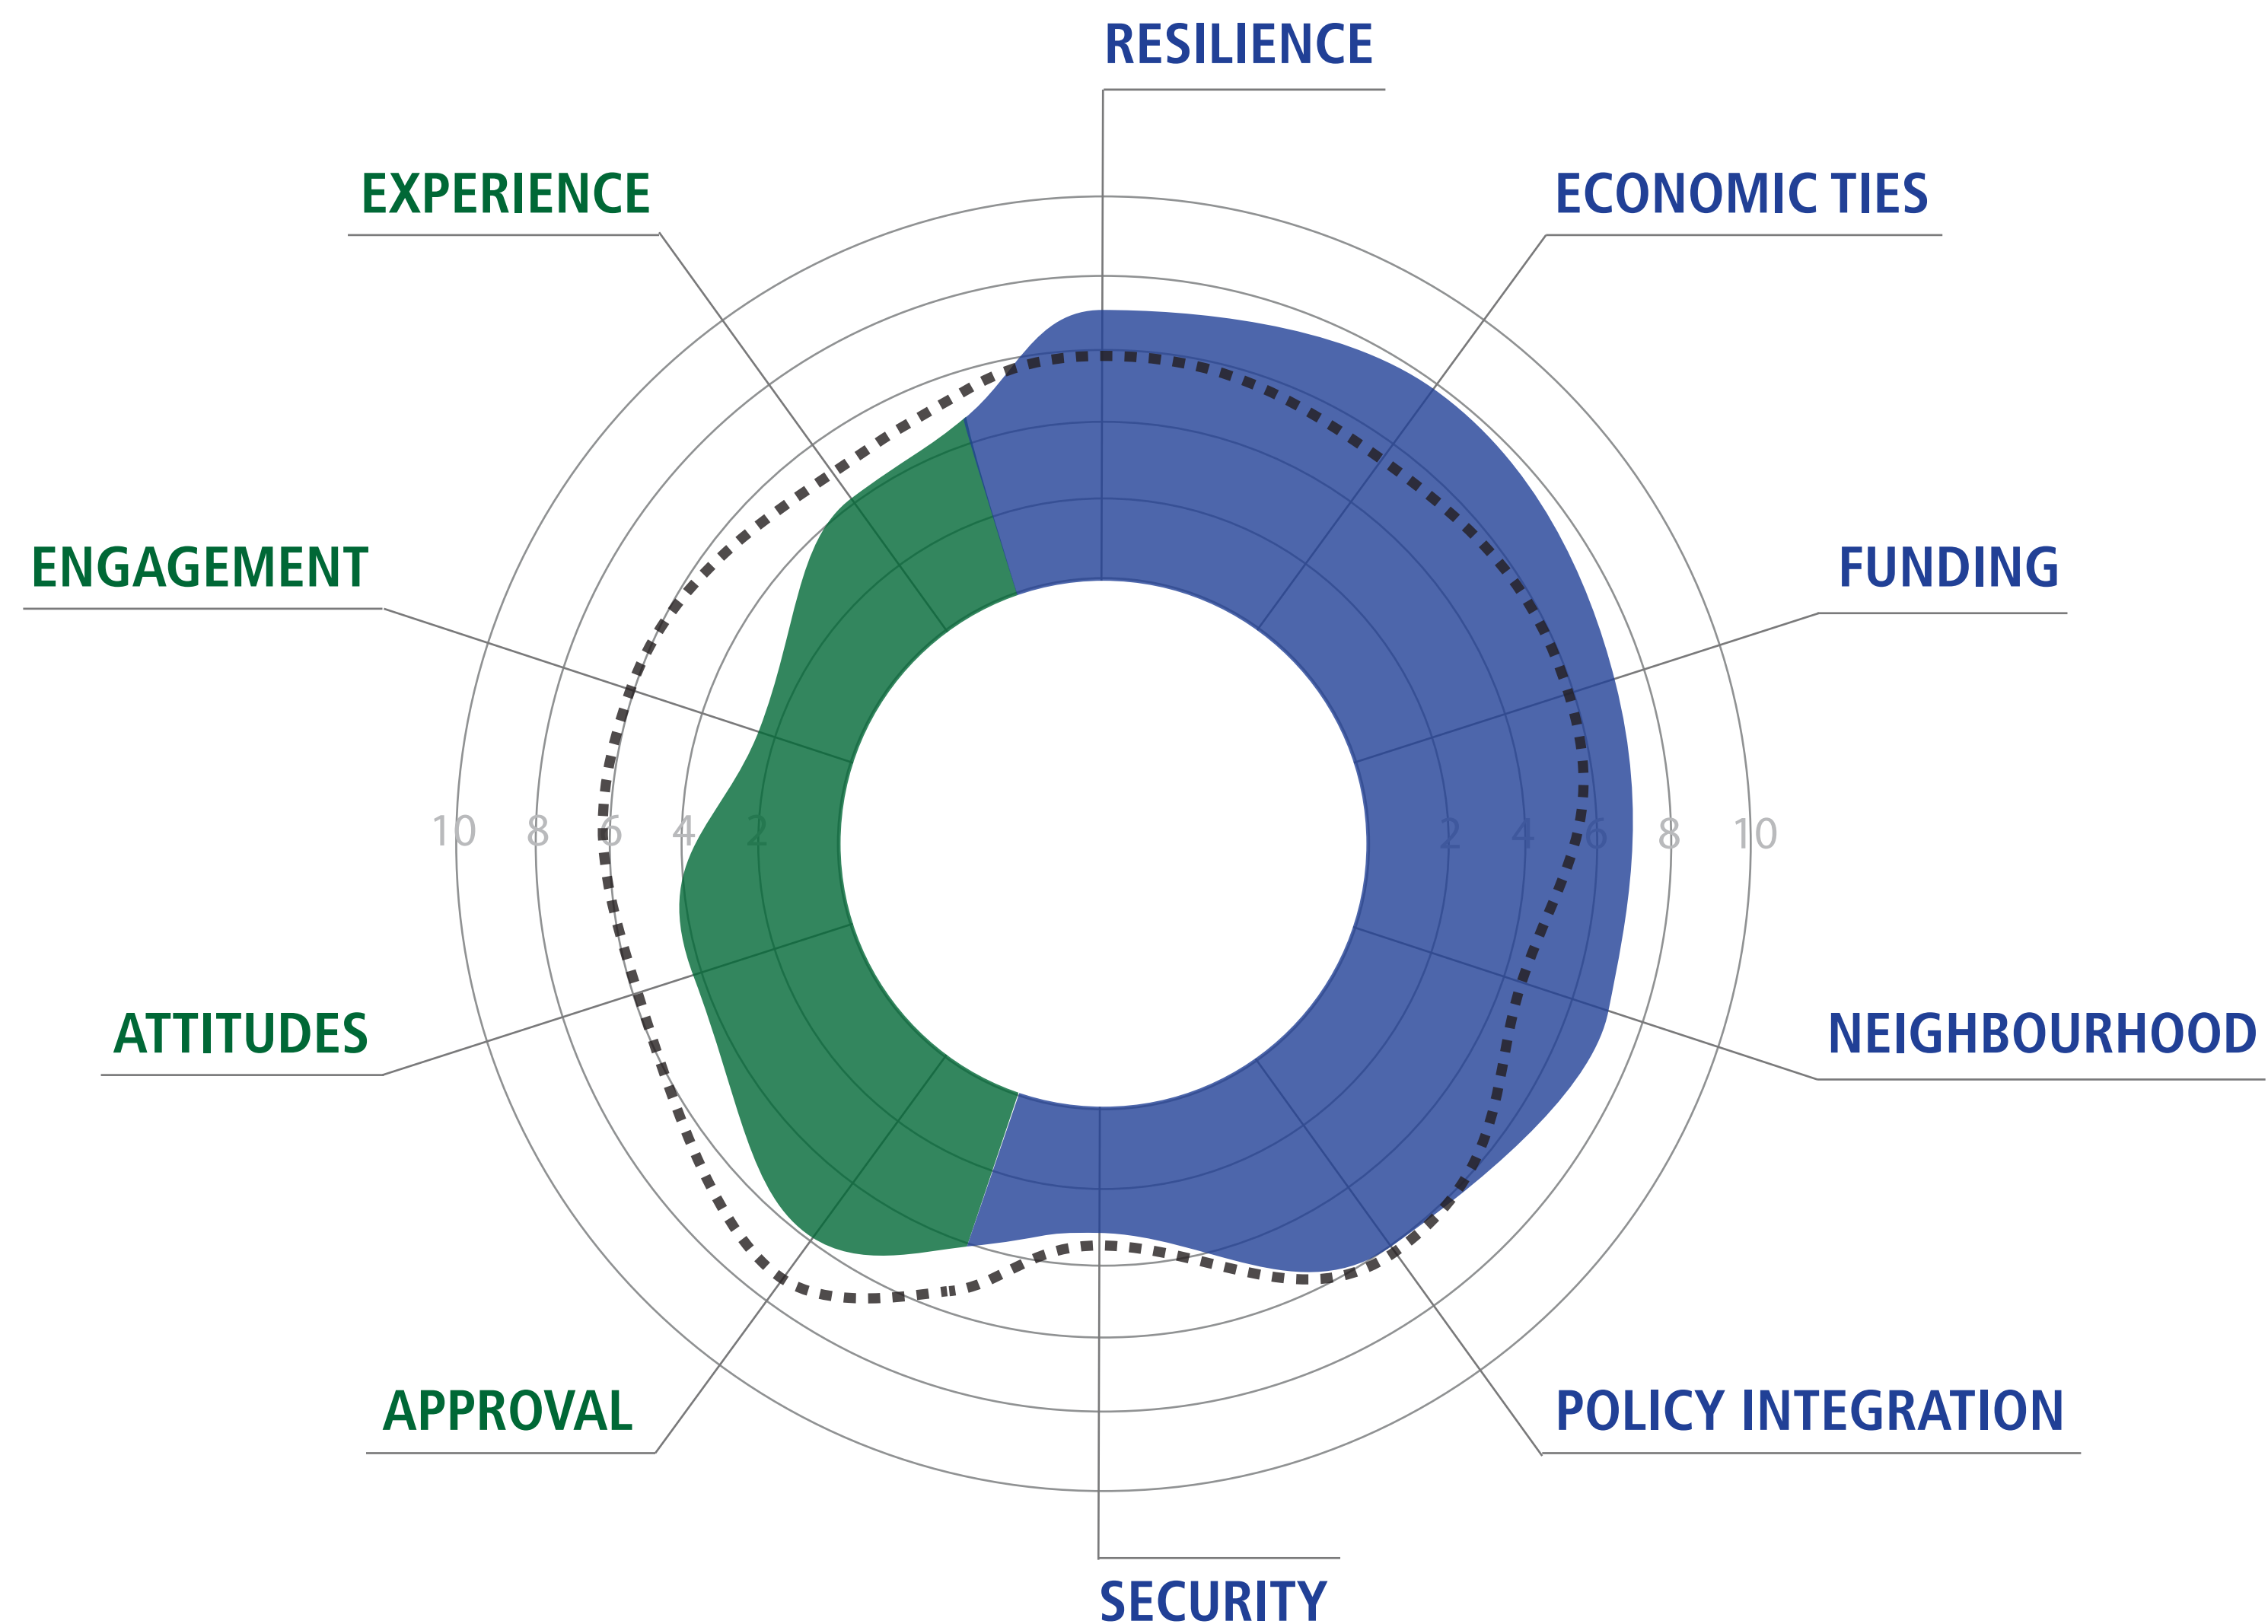 RESILIENCE
EXPERIENCE
ECONOMIC TIES
ENGAGEMENT
FUNDING
10 8 6 4 2 2 4 6 8 10
ATTITUDES
NEIGHBOURHOOD
APPROVAL
POLICY INTEGRATION
SECURITY